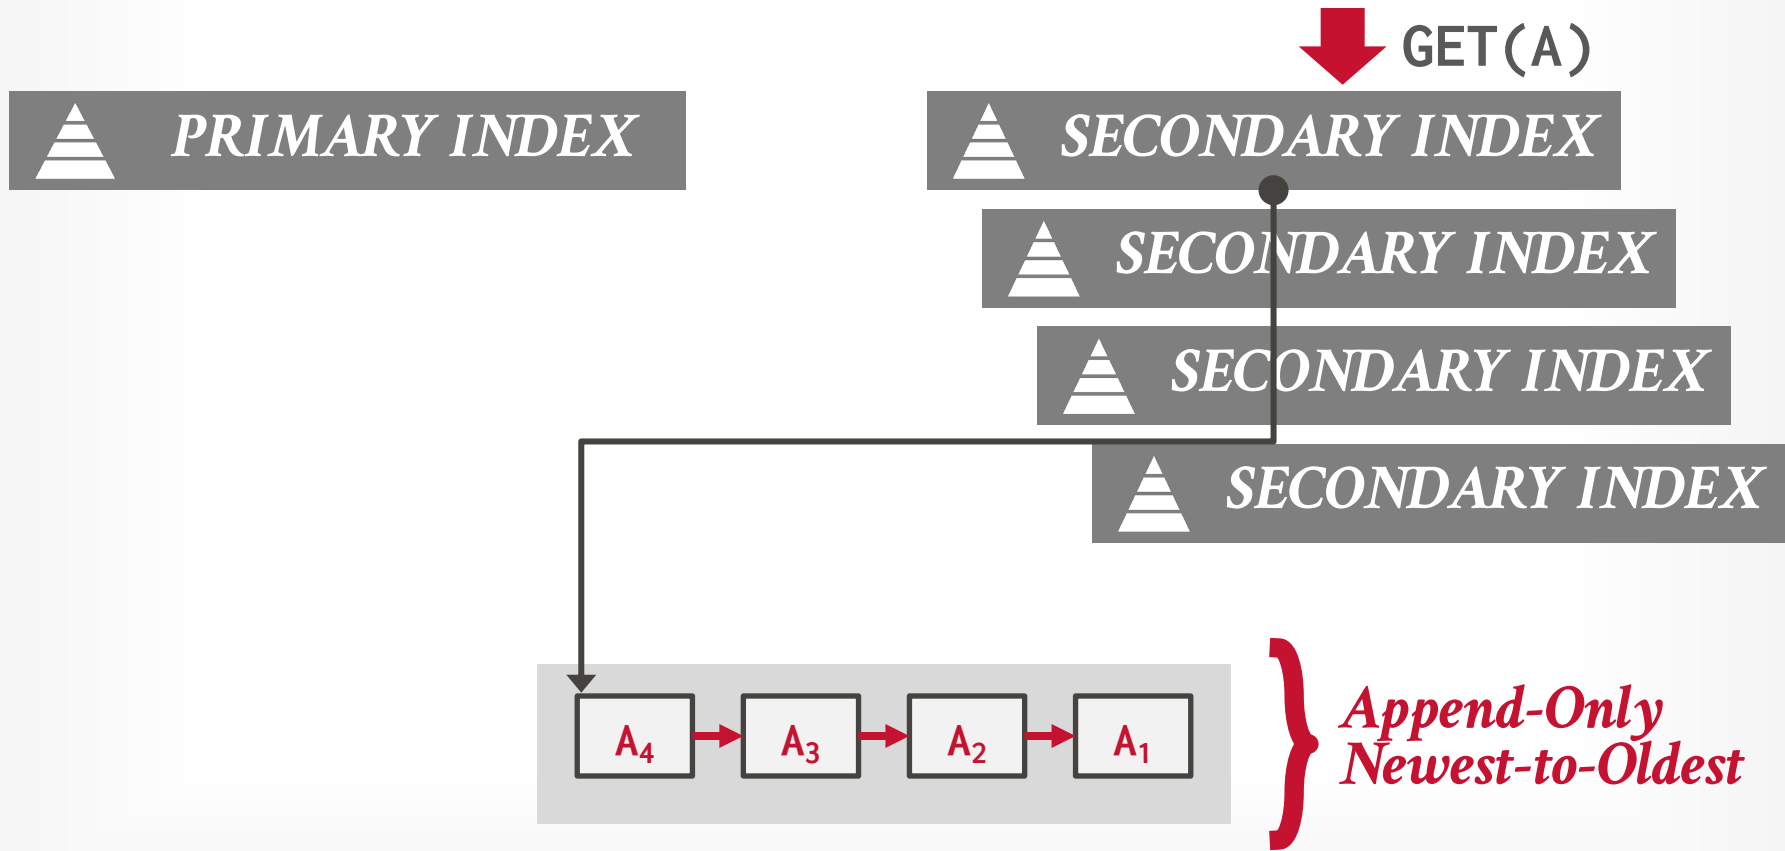 GET(A)
PRIMARY INDEX
SECONDARY INDEX
SECONDARY INDEX
SECONDARY INDEX
SECONDARY INDEX
A₄
A₃
A₂
A₁
Append-Only
Newest-to-Oldest